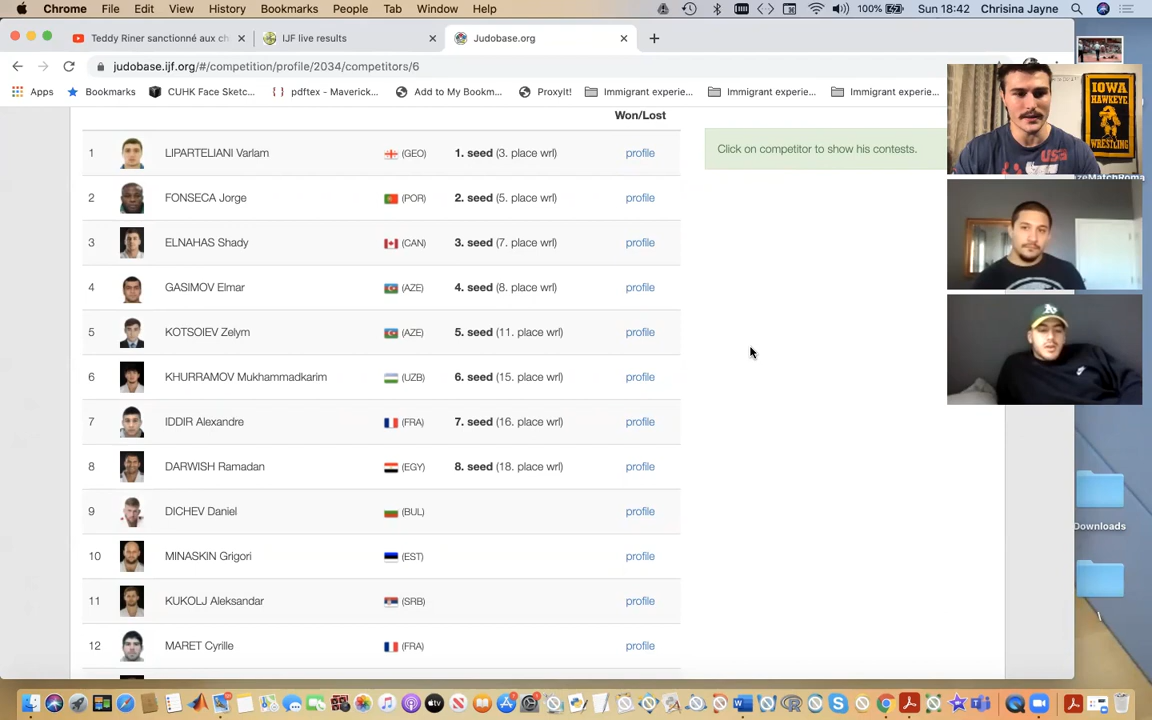 Chrome File Edit View History Bookmarks People Tab Window Help 100% Sun 18:42 Chrisina Jayne
Teddy Riner sanctionné aux ch IJF live results Judobase.org
judobase.ijf.org/#/competition/profile/2034/competitors/6
Apps Bookmarks CUHK Face Sketc... pdftex - Maverick... Add to My Bookm... ProxyIt! Immigrant experie... Immigrant experie... Immigrant experie...
IOWA
HAWKEYE
WRESTLING
USA
Won/Lost
1 LIPARTELIANI Varlam (GEO) 1. seed (3. place wrl) profile
Click on competitor to show his contests.
2 FONSECA Jorge (POR) 2. seed (5. place wrl) profile
3 ELNAHAS Shady (CAN) 3. seed (7. place wrl) profile
4 GASIMOV Elmar (AZE) 4. seed (8. place wrl) profile
5 KOTSOIEV Zelym (AZE) 5. seed (11. place wrl) profile
6 KHURRAMOV Mukhammadkarim (UZB) 6. seed (15. place wrl) profile
7 IDDIR Alexandre (FRA) 7. seed (16. place wrl) profile
8 DARWISH Ramadan (EGY) 8. seed (18. place wrl) profile
9 DICHEV Daniel (BUL) profile
10 MINASKIN Grigori (EST) profile
11 KUKOLJ Aleksandar (SRB) profile
12 MARET Cyrille (FRA) profile
A's
Downloads